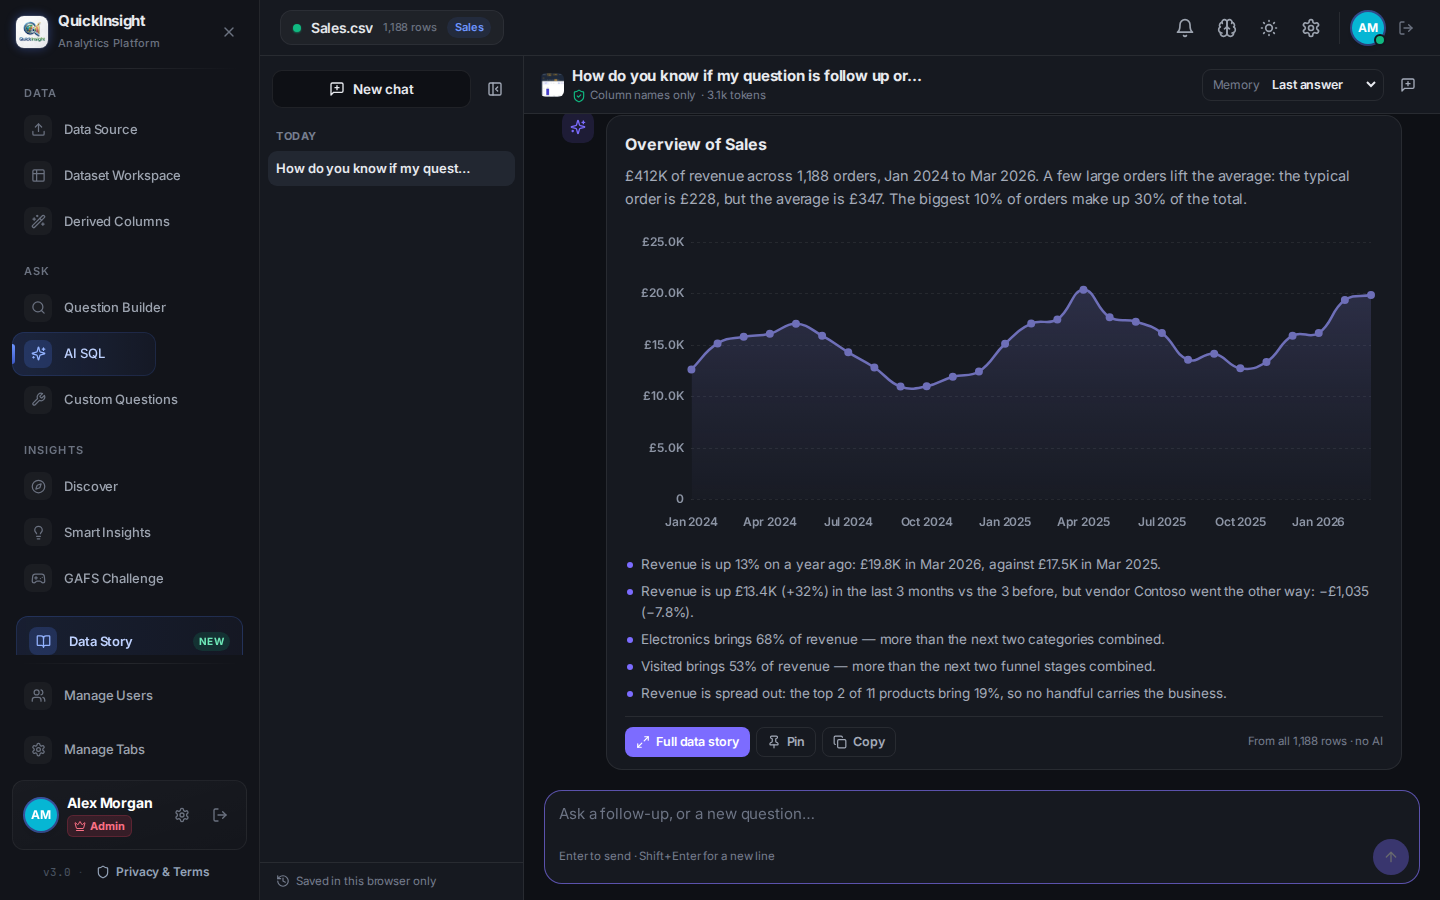 QuickInsight
Analytics Platform
DATA
Data Source
Dataset Workspace
Derived Columns
ASK
Question Builder
AI SQL
Custom Questions
INSIGHTS
Discover
Smart Insights
GAFS Challenge
Data Story NEW
Manage Users
Manage Tabs
AM Alex Morgan
Admin
v3.0 · Privacy & Terms
Sales.csv 1,188 rows Sales
AM
New chat
TODAY
How do you know if my quest...
Saved in this browser only
How do you know if my question is follow up or...
Column names only · 3.1k tokens
Memory Last answer
Overview of Sales
£412K of revenue across 1,188 orders, Jan 2024 to Mar 2026. A few large orders lift the average: the typical
order is £228, but the average is £347. The biggest 10% of orders make up 30% of the total.
£25.0K
£20.0K
£15.0K
£10.0K
£5.0K
0
Jan 2024 Apr 2024 Jul 2024 Oct 2024 Jan 2025 Apr 2025 Jul 2025 Oct 2025 Jan 2026
Revenue is up 13% on a year ago: £19.8K in Mar 2026, against £17.5K in Mar 2025.
Revenue is up £13.4K (+32%) in the last 3 months vs the 3 before, but vendor Contoso went the other way: −£1,035
(−7.8%).
Electronics brings 68% of revenue — more than the next two categories combined.
Visited brings 53% of revenue — more than the next two funnel stages combined.
Revenue is spread out: the top 2 of 11 products bring 19%, so no handful carries the business.
Full data story Pin Copy From all 1,188 rows · no AI
Ask a follow-up, or a new question...
Enter to send · Shift+Enter for a new line